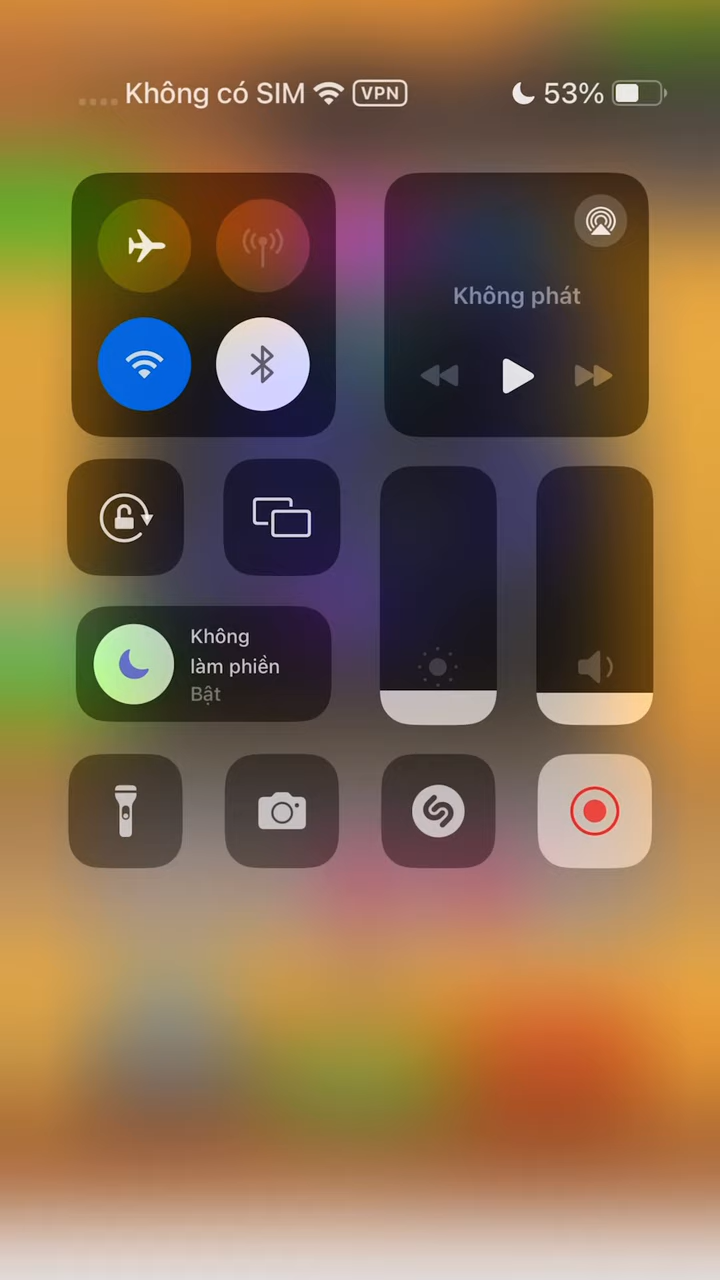 Không có SIM VPN 53%
Không phát
Không
làm phiền
Bật